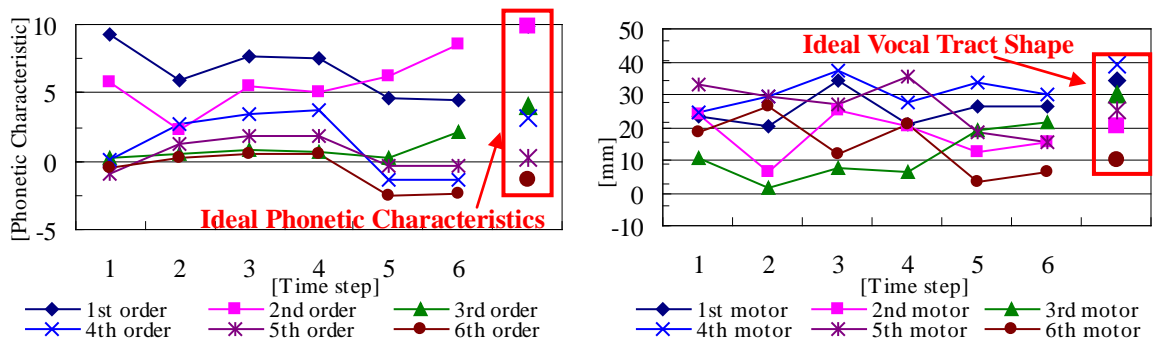 [Phonetic Characteristic]
10
5
0
-5
Ideal Phonetic Characteristics
1 2 3 4 5 6
[Time step]
1st order 2nd order 3rd order
4th order 5th order 6th order
[mm]
50
40
30
20
10
0
-10
Ideal Vocal Tract Shape
1 2 3 4 5 6
[Time step]
1st motor 2nd motor 3rd motor
4th motor 5th motor 6th motor